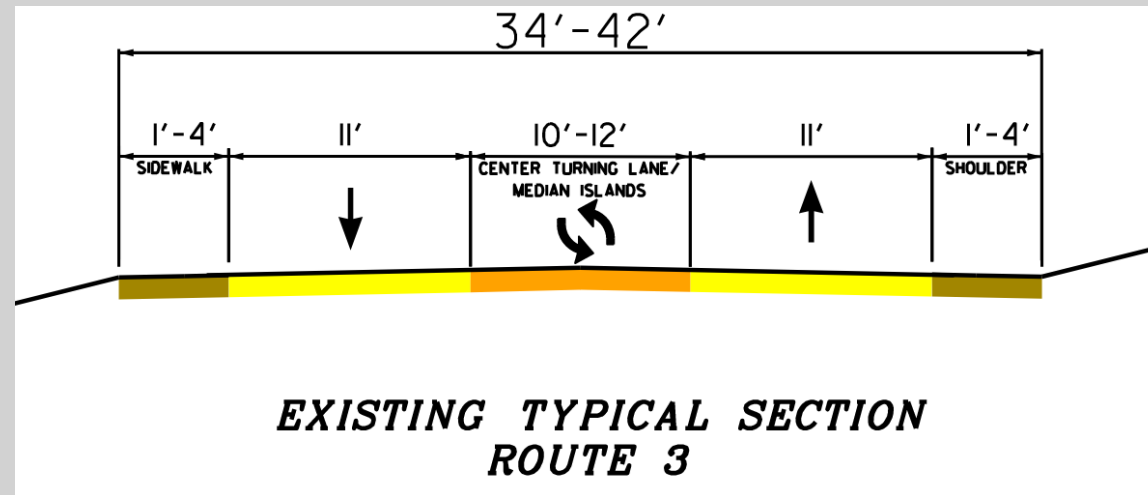 34'-42'
1'-4' 11' 10'-12' 11' 1'-4'
SIDEWALK CENTER TURNING LANE/ SHOULDER
MEDIAN ISLANDS
EXISTING TYPICAL SECTION
ROUTE 3